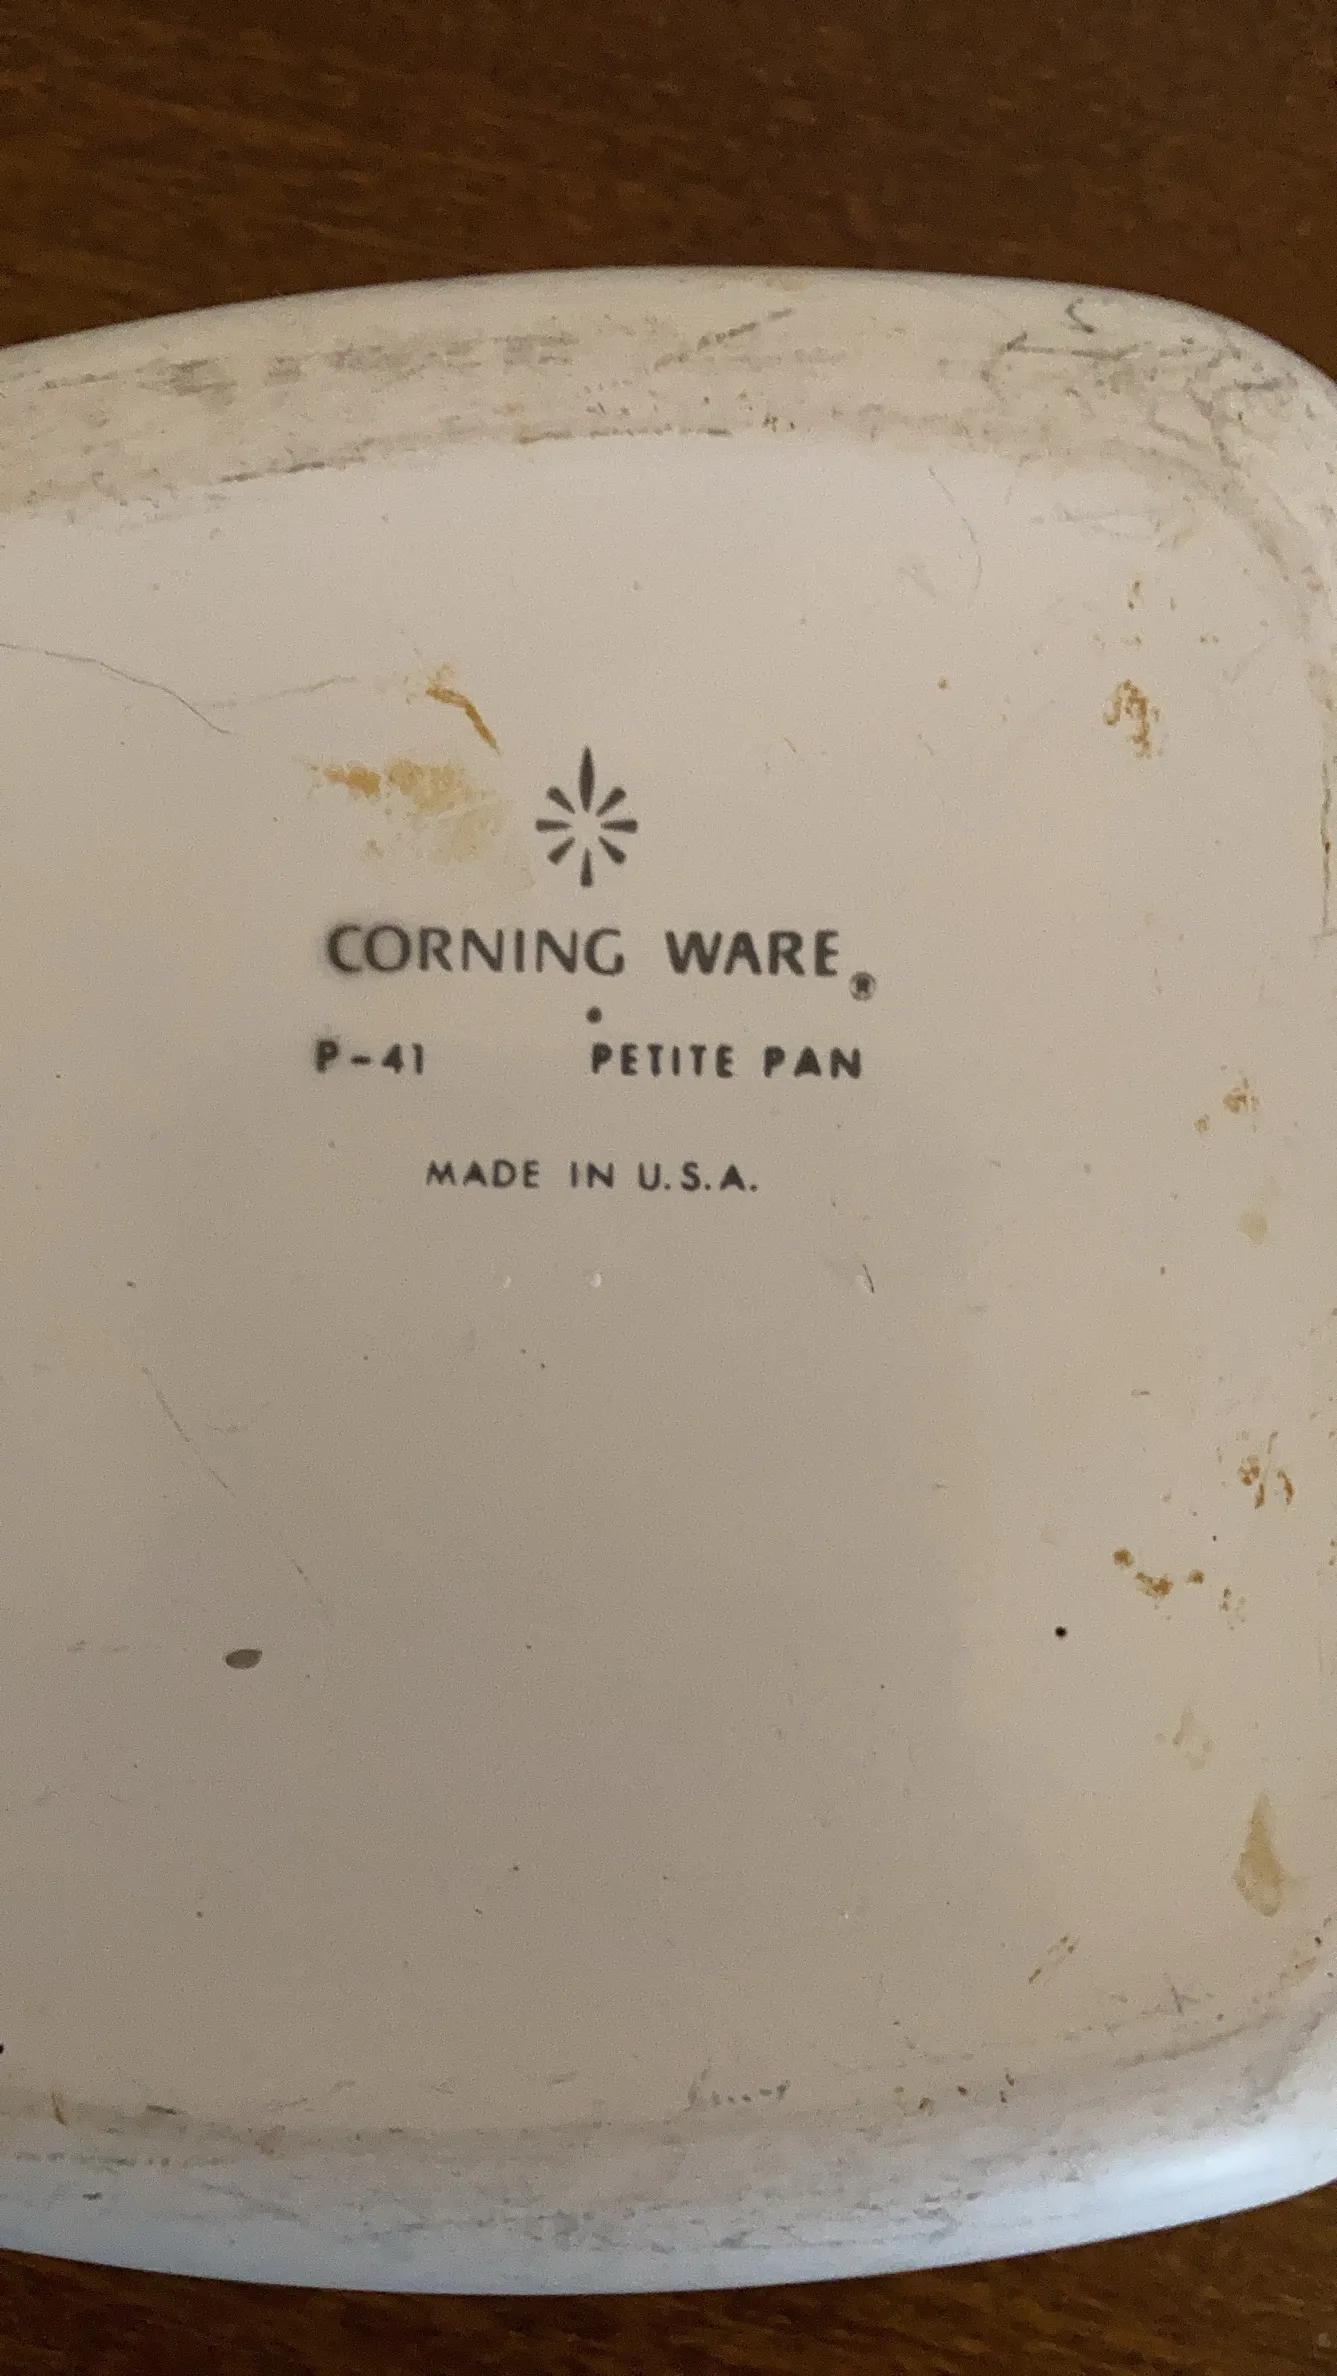 CORNING WARE®
P-41 PETITE PAN
MADE IN U.S.A.